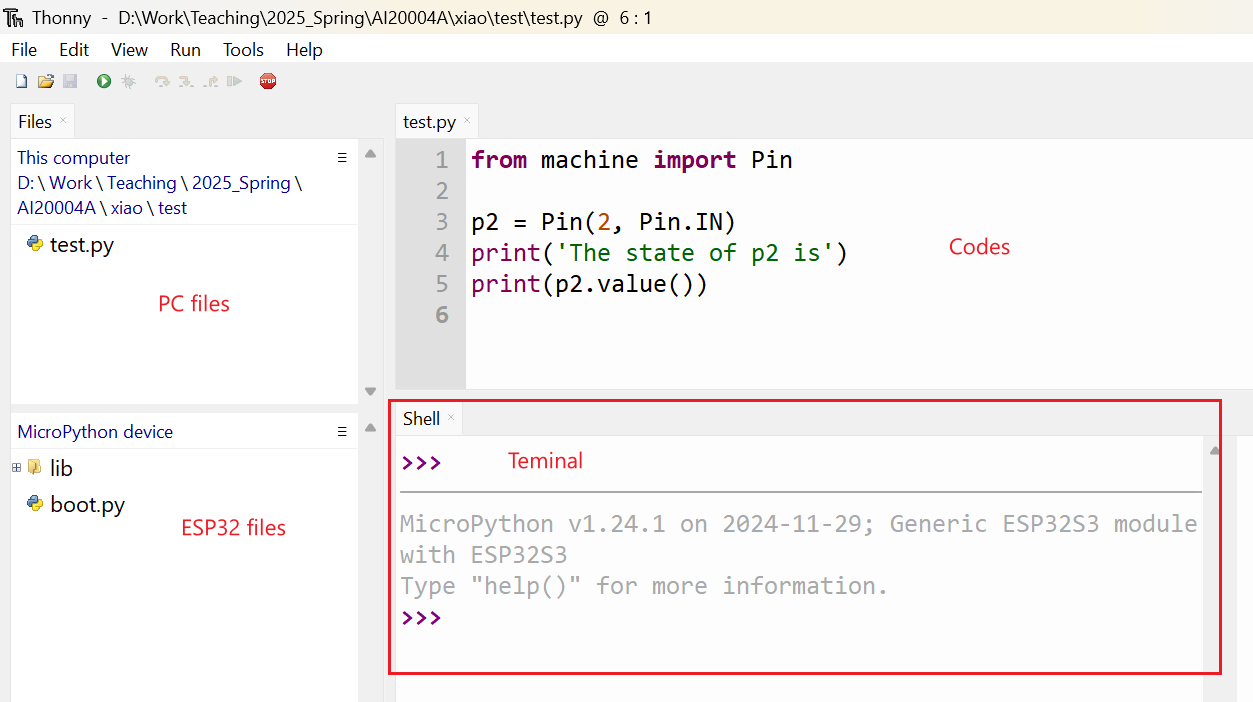 Thonny - D:\Work\Teaching\2025_Spring\AI20004A\xiao\test\test.py @ 6 : 1
File Edit View Run Tools Help
STOP
Files ×
This computer
D: \ Work \ Teaching \ 2025_Spring \
AI20004A \ xiao \ test
test.py
PC files
MicroPython device
lib
boot.py
ESP32 files
test.py ×
1 from machine import Pin
2
3 p2 = Pin(2, Pin.IN)
4 print('The state of p2 is')
5 print(p2.value())
6
Codes
Shell ×
>>>
Teminal
MicroPython v1.24.1 on 2024-11-29; Generic ESP32S3 module
with ESP32S3
Type "help()" for more information.
>>>